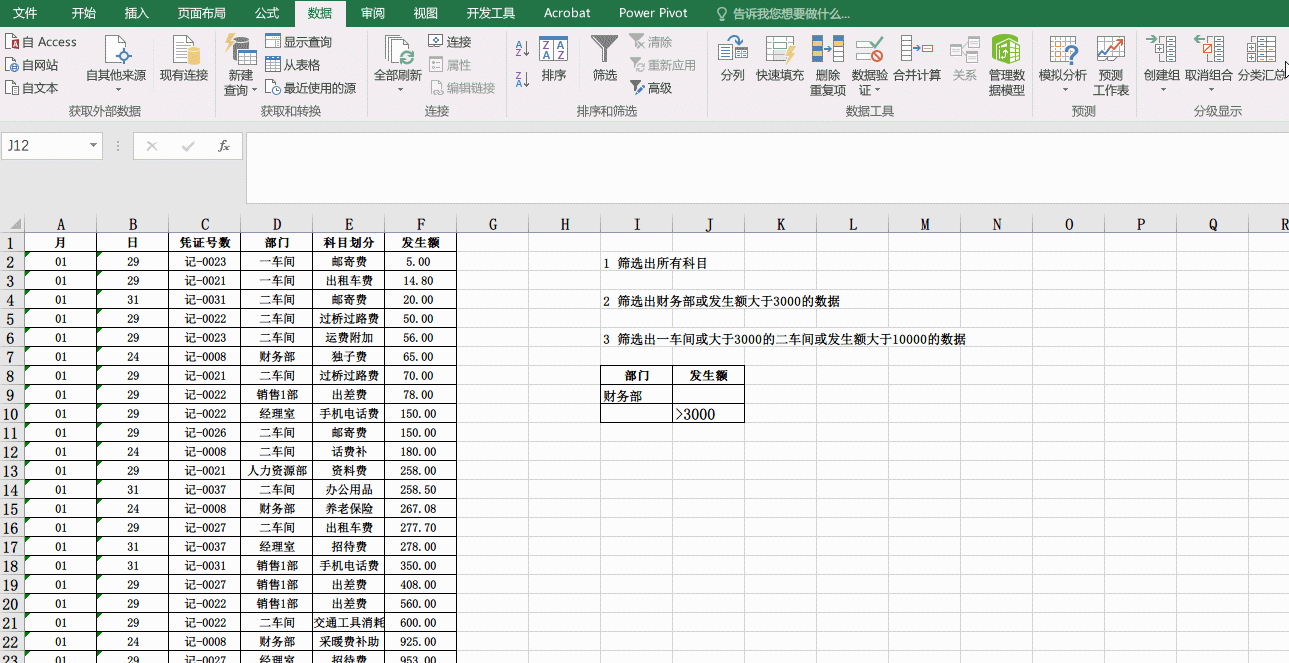 文件 开始 插入 页面布局 公式 数据 审阅 视图 开发工具 Acrobat Power Pivot 告诉我您想要做什么...
自 Access
自网站
自文本
自其他来源
现有连接
获取外部数据
新建
查询
显示查询
从表格
最近使用的源
获取和转换
全部刷新
连接
属性
编辑链接
连接
排序
筛选
清除
重新应用
高级
排序和筛选
分列
快速填充
删除
重复项
数据验
证
合并计算
关系
管理数
据模型
数据工具
模拟分析
预测
工作表
预测
创建组
取消组合
分类汇总
分级显示
J12
fx
A B C D E F G H I J K L M N O P Q R
1 月 日 凭证号数 部门 科目划分 发生额
2 01 29 记-0023 一车间 邮寄费 5.00 1 筛选出所有科目
3 01 29 记-0021 一车间 出租车费 14.80
4 01 31 记-0031 二车间 邮寄费 20.00 2 筛选出财务部或发生额大于3000的数据
5 01 29 记-0022 二车间 过桥过路费 50.00
6 01 29 记-0023 二车间 运费附加 56.00 3 筛选出一车间或大于3000的二车间或发生额大于10000的数据
7 01 24 记-0008 财务部 独子费 65.00
8 01 29 记-0021 二车间 过桥过路费 70.00 部门 发生额
9 01 29 记-0022 销售1部 出差费 78.00 财务部
10 01 29 记-0022 经理室 手机电话费 150.00 >3000
11 01 29 记-0026 二车间 邮寄费 150.00
12 01 24 记-0008 二车间 话费补 180.00
13 01 29 记-0021 人力资源部 资料费 258.00
14 01 31 记-0037 二车间 办公用品 258.50
15 01 24 记-0008 财务部 养老保险 267.08
16 01 29 记-0027 二车间 出租车费 277.70
17 01 31 记-0037 经理室 招待费 278.00
18 01 31 记-0031 销售1部 手机电话费 350.00
19 01 29 记-0027 销售1部 出差费 408.00
20 01 29 记-0022 销售1部 出差费 560.00
21 01 29 记-0022 二车间 交通工具消耗 600.00
22 01 24 记-0008 财务部 采暖费补助 925.00
23 01 29 记-0027 经理室 招待费 953.00